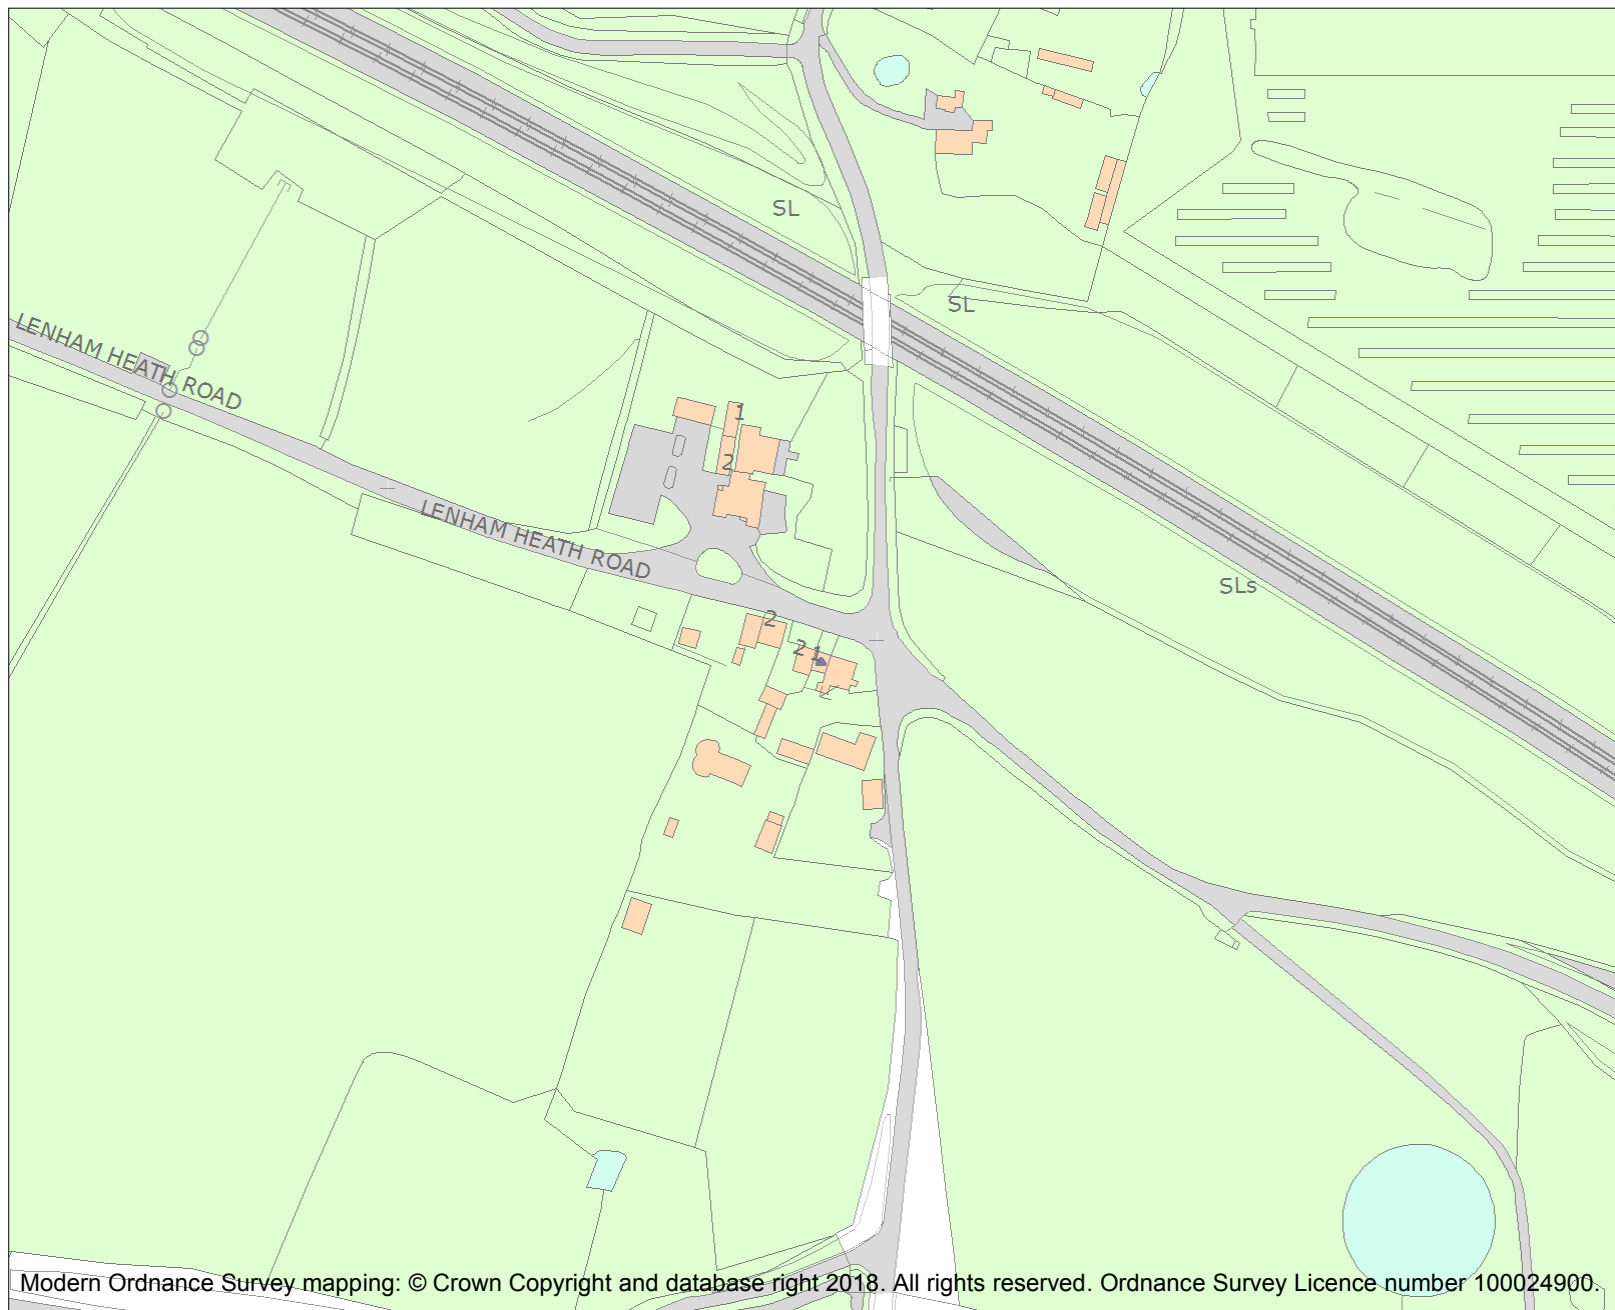 SL
SL
LENHAM HEATH ROAD
1
2
LENHAM HEATH ROAD
SLs
2
2 1
Modern Ordnance Survey mapping: © Crown Copyright and database right 2018. All rights reserved. Ordnance Survey Licence number 100024900.